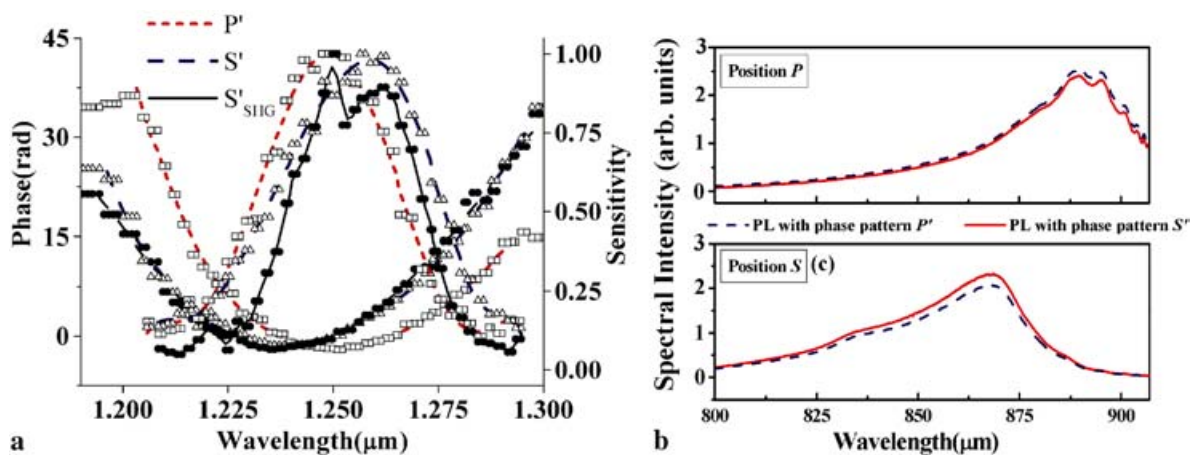 P'
S'
S'SHG
45
30
15
0
Phase(rad)
1.00
0.75
0.50
0.25
0.00
Sensitivity
1.200 1.225 1.250 1.275 1.300
Wavelength(μm)
a
3
2
1
0
Position P
PL with phase pattern P' PL with phase pattern S'
Spectral Intensity (arb. units)
3
2
1
0
Position S (c)
800 825 850 875 900
Wavelength(μm)
b